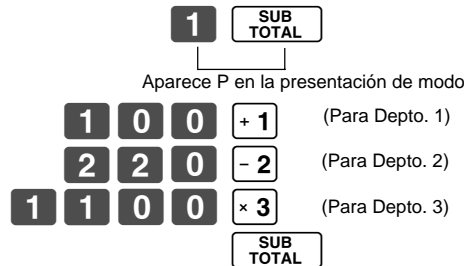 1 SUB TOTAL
Aparece P en la presentación de modo
1 0 0 + 1 (Para Depto. 1)
2 2 0 − 2 (Para Depto. 2)
1 1 0 0 × 3 (Para Depto. 3)
SUB TOTAL